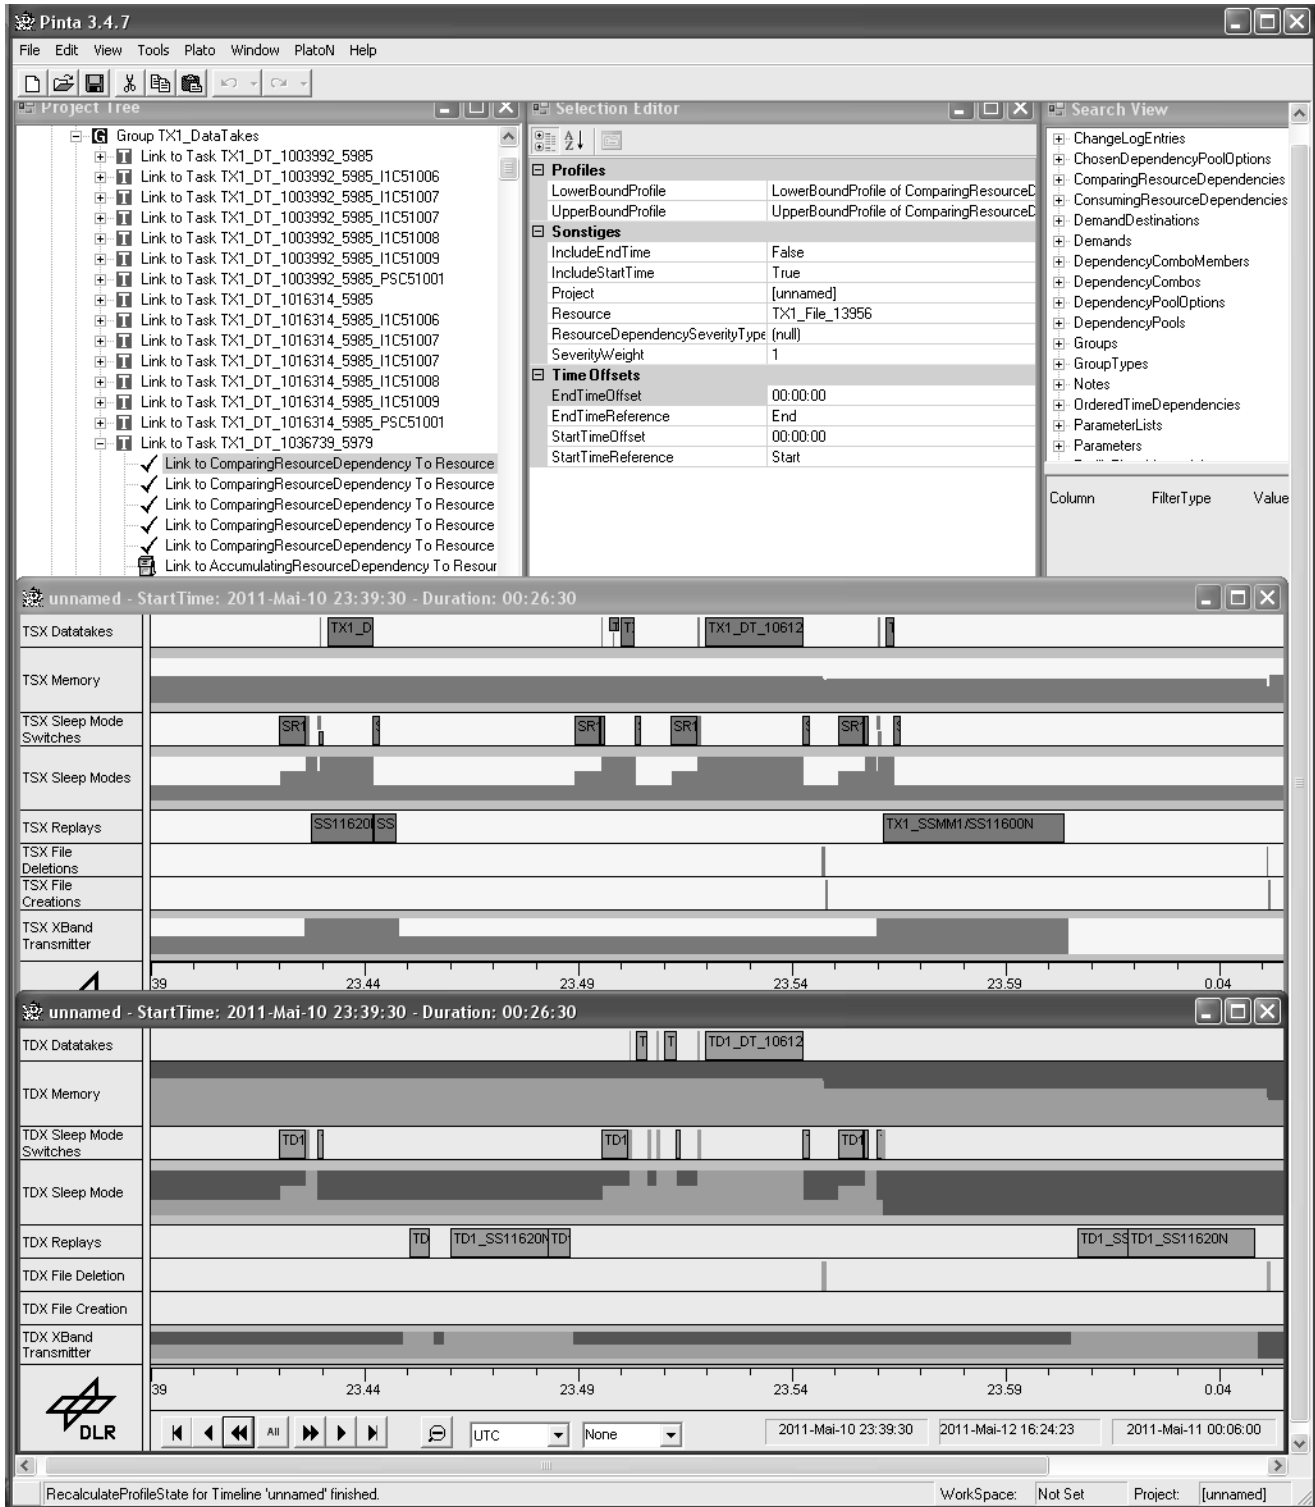 Pinta 3.4.7
File Edit View Tools Plato Window PlatoN Help
Project Tree
Group TX1_DataTakes
Link to Task TX1_DT_1003992_5985
Link to Task TX1_DT_1003992_5985_I1C51006
Link to Task TX1_DT_1003992_5985_I1C51007
Link to Task TX1_DT_1003992_5985_I1C51007
Link to Task TX1_DT_1003992_5985_I1C51008
Link to Task TX1_DT_1003992_5985_I1C51009
Link to Task TX1_DT_1003992_5985_PSC51001
Link to Task TX1_DT_1016314_5985
Link to Task TX1_DT_1016314_5985_I1C51006
Link to Task TX1_DT_1016314_5985_I1C51007
Link to Task TX1_DT_1016314_5985_I1C51007
Link to Task TX1_DT_1016314_5985_I1C51008
Link to Task TX1_DT_1016314_5985_I1C51009
Link to Task TX1_DT_1016314_5985_PSC51001
Link to Task TX1_DT_1036739_5979
Link to ComparingResourceDependency To Resource
Link to ComparingResourceDependency To Resource
Link to ComparingResourceDependency To Resource
Link to ComparingResourceDependency To Resource
Link to ComparingResourceDependency To Resource
Link to AccumulatingResourceDependency To Resour
Selection Editor
Profiles
LowerBoundProfile LowerBoundProfile of ComparingResourceD
UpperBoundProfile UpperBoundProfile of ComparingResourceD
Sonstiges
IncludeEndTime False
IncludeStartTime True
Project [unnamed]
Resource TX1_File_13956
ResourceDependencySeverityType (null)
SeverityWeight 1
Time Offsets
EndTimeOffset 00:00:00
EndTimeReference End
StartTimeOffset 00:00:00
StartTimeReference Start
Search View
ChangeLogEntries
ChosenDependencyPoolOptions
ComparingResourceDependencies
ConsumingResourceDependencies
DemandDestinations
Demands
DependencyComboMembers
DependencyCombos
DependencyPoolOptions
DependencyPools
Groups
GroupTypes
Notes
OrderedTimeDependencies
ParameterLists
Parameters
Column FilterType Value
unnamed - StartTime: 2011-Mai-10 23:39:30 - Duration: 00:26:30
TSX Datatakes TX1_D T T TX1_DT_10612
TSX Memory
TSX Sleep Mode
Switches
SR1 SR1 SR1 SR1
TSX Sleep Modes
TSX Replays SS11620 SS TX1_SSMM1/SS11600N
TSX File
Deletions
TSX File
Creations
TSX XBand
Transmitter
39 23.44 23.49 23.54 23.59 0.04
unnamed - StartTime: 2011-Mai-10 23:39:30 - Duration: 00:26:30
TDX Datatakes T T TD1_DT_10612
TDX Memory
TDX Sleep Mode
Switches
TD1 TD1 TD1
TDX Sleep Mode
TDX Replays TD TD1_SS11620N TD1 TD1_SS TD1_SS11620N
TDX File Deletion
TDX File Creation
TDX XBand
Transmitter
39 23.44 23.49 23.54 23.59 0.04
DLR
All UTC None 2011-Mai-10 23:39:30 2011-Mai-12 16:24:23 2011-Mai-11 00:06:00
RecalculateProfileState for Timeline 'unnamed' finished. WorkSpace: Not Set Project: [unnamed]